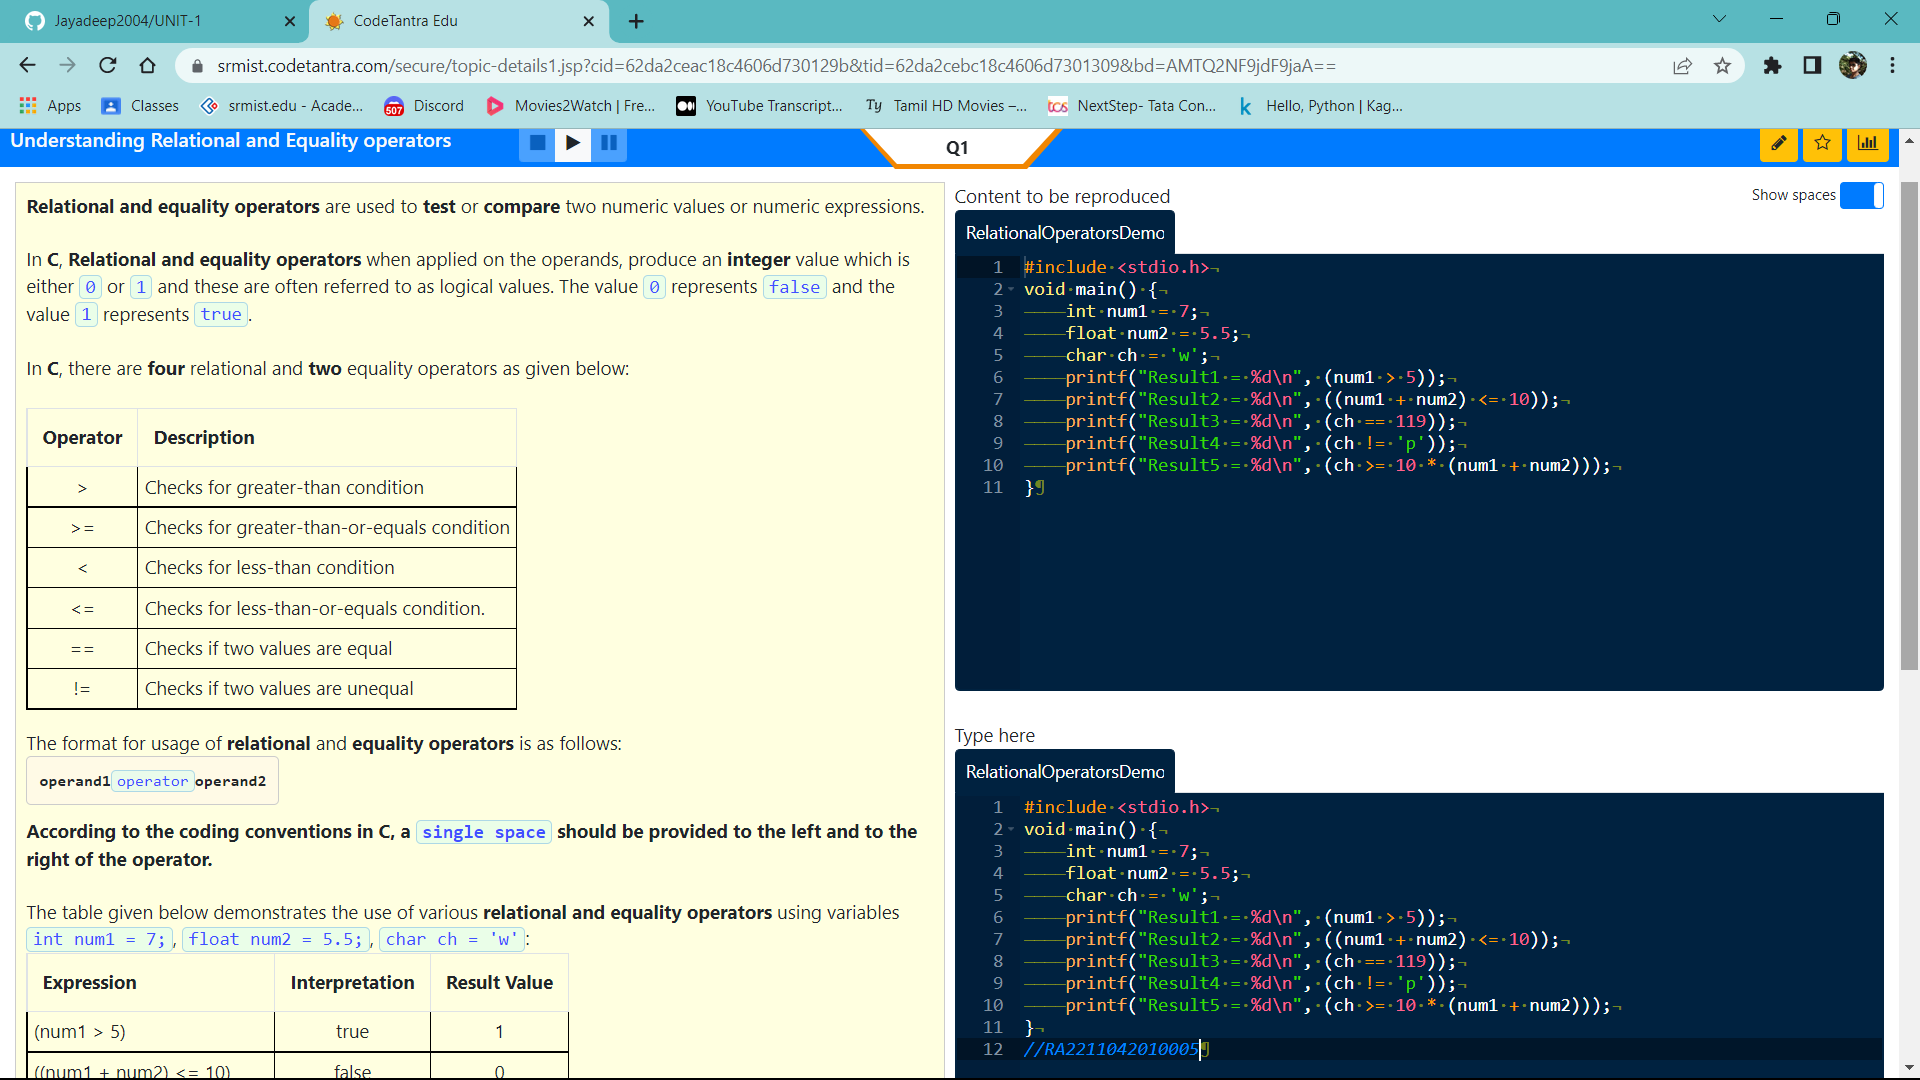 Jayadeep2004/UNIT-1
CodeTantra Edu
srmist.codetantra.com/secure/topic-details1.jsp?cid=62da2ceac18c4606d730129b&tid=62da2cebc18c4606d7301309&bd=AMTQ2NF9jdF9jaA==
Apps
Classes
srmist.edu - Acade...
507
Discord
Movies2Watch | Fre...
YouTube Transcript...
Ty Tamil HD Movies –...
tcs NextStep- Tata Con...
k Hello, Python | Kag...
Understanding Relational and Equality operators
Q1
Relational and equality operators are used to test or compare two numeric values or numeric expressions.
In C, Relational and equality operators when applied on the operands, produce an integer value which is
either 0 or 1 and these are often referred to as logical values. The value 0 represents false and the
value 1 represents true.
In C, there are four relational and two equality operators as given below:
Operator Description
> Checks for greater-than condition
>= Checks for greater-than-or-equals condition
< Checks for less-than condition
<= Checks for less-than-or-equals condition.
== Checks if two values are equal
!= Checks if two values are unequal
The format for usage of relational and equality operators is as follows:
operand1 operator operand2
According to the coding conventions in C, a single space should be provided to the left and to the
right of the operator.
The table given below demonstrates the use of various relational and equality operators using variables
int num1 = 7;, float num2 = 5.5;, char ch = 'w':
Expression Interpretation Result Value
(num1 > 5) true 1
((num1 + num2) <= 10) false 0
Content to be reproduced
Show spaces
RelationalOperatorsDemo
1 #include <stdio.h>
2 void main() {
3 int num1 = 7;
4 float num2 = 5.5;
5 char ch = 'w';
6 printf("Result1 = %d\n", (num1 > 5));
7 printf("Result2 = %d\n", ((num1 + num2) <= 10));
8 printf("Result3 = %d\n", (ch == 119));
9 printf("Result4 = %d\n", (ch != 'p'));
10 printf("Result5 = %d\n", (ch >= 10 * (num1 + num2)));
11 }
Type here
RelationalOperatorsDemo
1 #include <stdio.h>
2 void main() {
3 int num1 = 7;
4 float num2 = 5.5;
5 char ch = 'w';
6 printf("Result1 = %d\n", (num1 > 5));
7 printf("Result2 = %d\n", ((num1 + num2) <= 10));
8 printf("Result3 = %d\n", (ch == 119));
9 printf("Result4 = %d\n", (ch != 'p'));
10 printf("Result5 = %d\n", (ch >= 10 * (num1 + num2)));
11 }
12 //RA2211042010005